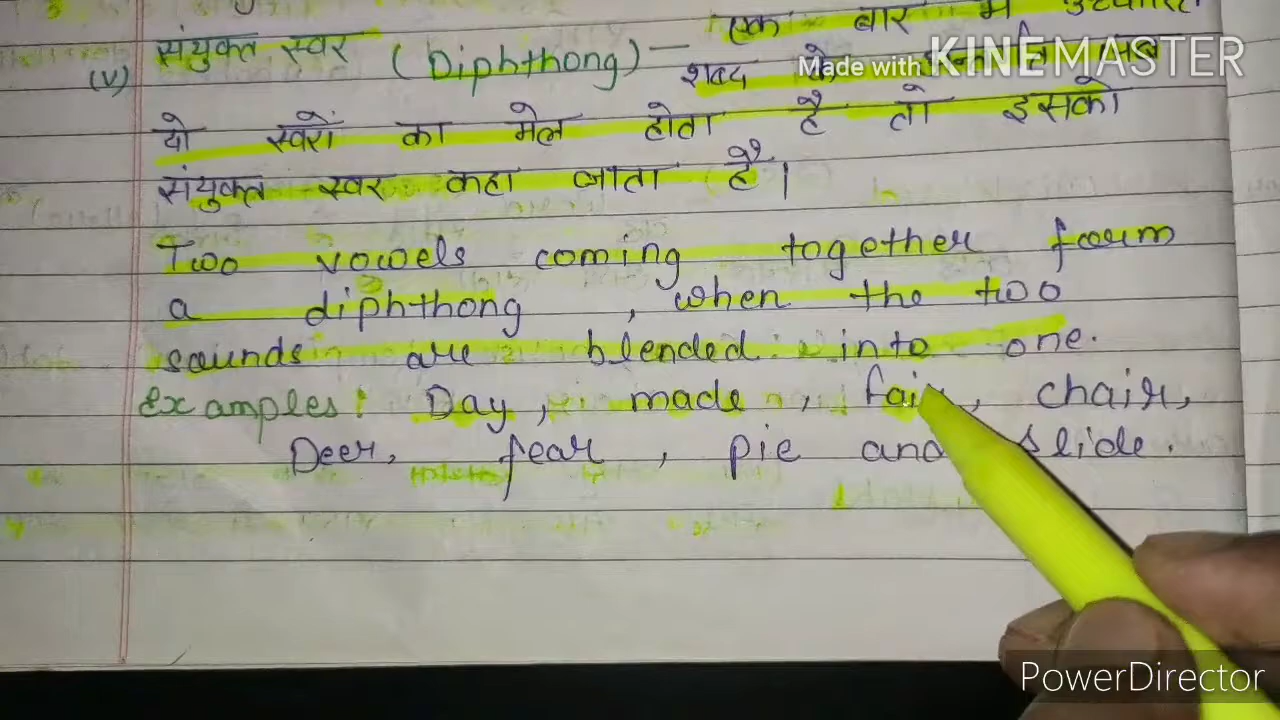 एक बार में
(v) संयुक्त स्वर (Diphthong) — शब्द के
Made with KINEMASTER
दो स्वरों का मेल होता है तो इसको
संयुक्त स्वर कहा जाता है।
Two vowels coming together form
a diphthong , when the two
sounds are blended into one.
Examples: Day, made , fair, chair,
Deer, fear , pie and slide.
PowerDirector